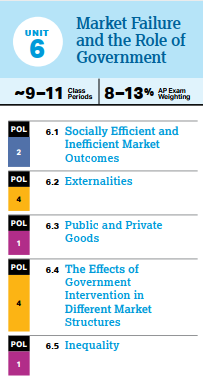 UNIT
6
Market Failure
and the Role of
Government
~9–11 Class
Periods
8–13% AP Exam
Weighting
POL
2
6.1 Socially Efficient and
Inefficient Market
Outcomes
POL
4
6.2 Externalities
POL
1
6.3 Public and Private
Goods
POL
4
6.4 The Effects of
Government
Intervention in
Different Market
Structures
POL
1
6.5 Inequality